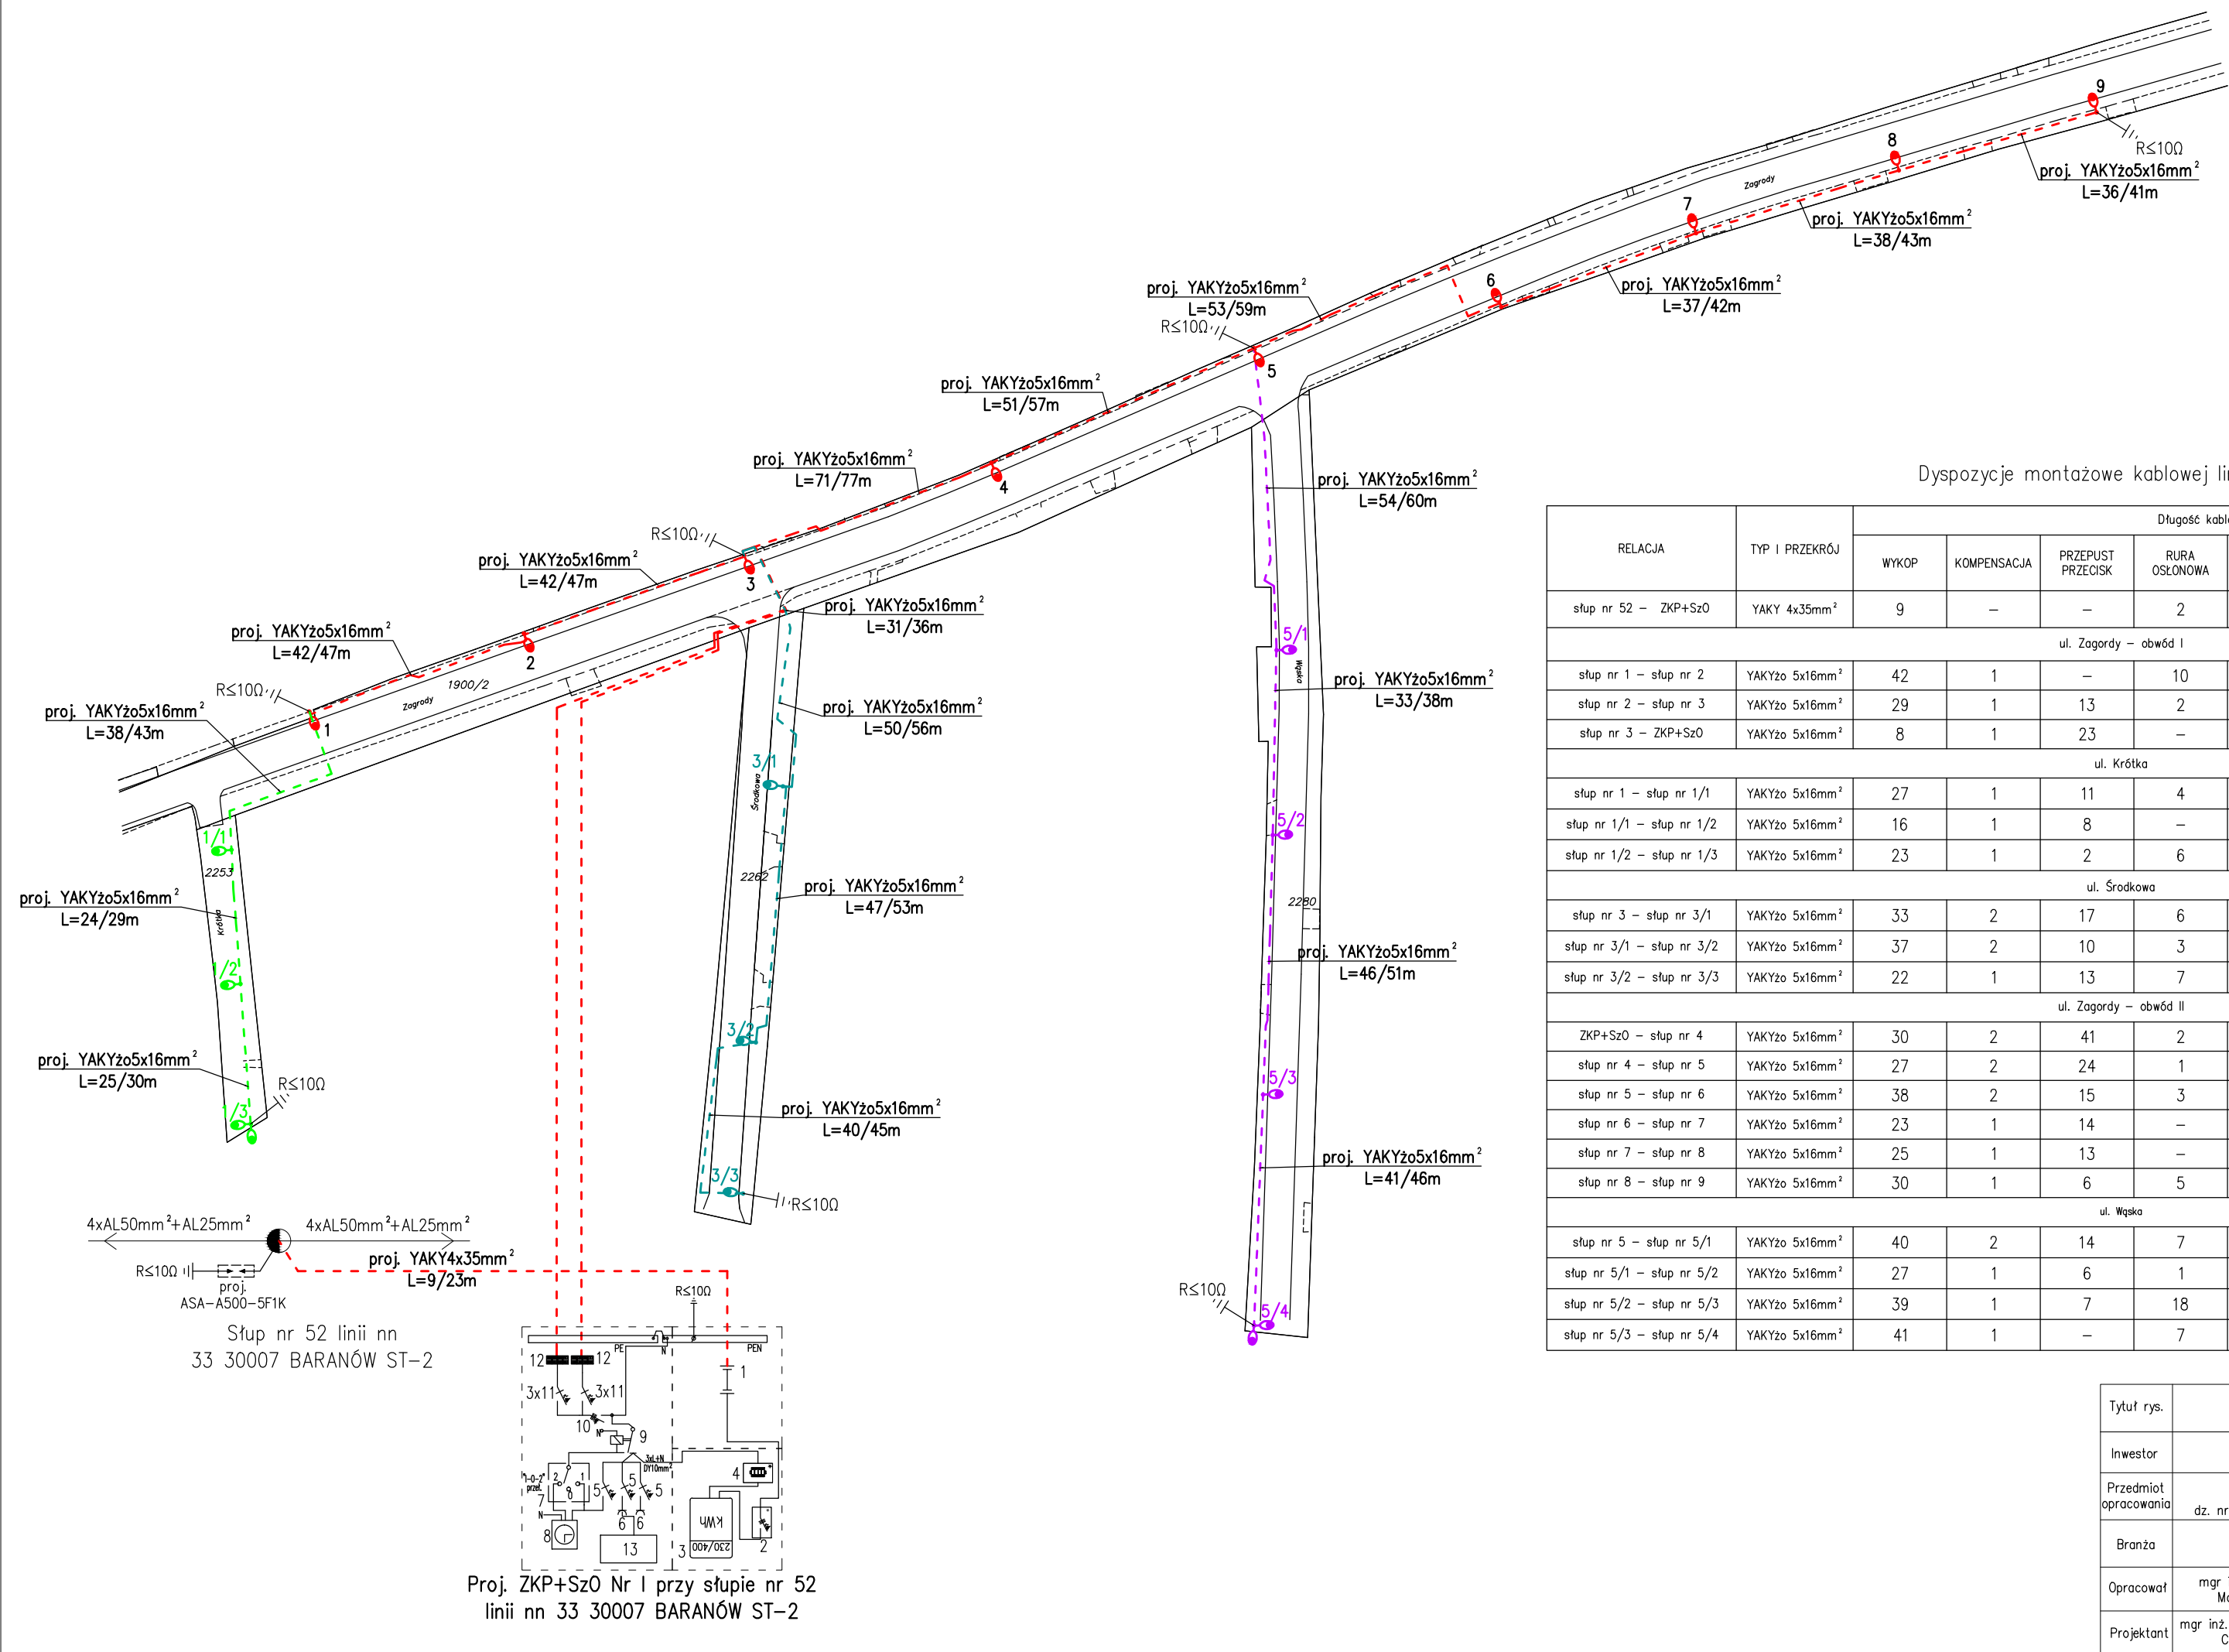 9
R≤10Ω
proj. YAKYżo5x16mm²
L=36/41m
8
Zagrody
proj. YAKYżo5x16mm²
L=38/43m
7
proj. YAKYżo5x16mm²
L=37/42m
6
proj. YAKYżo5x16mm²
L=53/59m
R≤10Ω
5
proj. YAKYżo5x16mm²
L=51/57m
proj. YAKYżo5x16mm²
L=71/77m
4
proj. YAKYżo5x16mm²
L=54/60m
R≤10Ω
3
proj. YAKYżo5x16mm²
L=42/47m
proj. YAKYżo5x16mm²
L=31/36m
proj. YAKYżo5x16mm²
L=42/47m
2
R≤10Ω
1900/2
Zagrody
proj. YAKYżo5x16mm²
L=38/43m
1
5/1
Wąska
proj. YAKYżo5x16mm²
L=33/38m
proj. YAKYżo5x16mm²
L=50/56m
3/1
Środkowa
5/2
1/1
2253
Krótka
proj. YAKYżo5x16mm²
L=24/29m
2262
proj. YAKYżo5x16mm²
L=47/53m
2280
proj. YAKYżo5x16mm²
L=46/51m
1/2
3/2
proj. YAKYżo5x16mm²
L=25/30m
R≤10Ω
1/3
5/3
proj. YAKYżo5x16mm²
L=40/45m
proj. YAKYżo5x16mm²
L=41/46m
3/3
R≤10Ω
R≤10Ω
5/4
4xAL50mm²+AL25mm² 4xAL50mm²+AL25mm²
proj. YAKY4x35mm²
L=9/23m
R≤10Ω
proj.
ASA-A500-5F1K
Słup nr 52 linii nn
33 30007 BARANÓW ST-2
R≤10Ω
PE N PEN
12 12 1
3x11 3x11
10 N° 9
3xL+N
DY10mm²
"1-0-2"
przeł.
2 1 0
5 5 5 4
7
N
6 6
8 13 3 2
kWh
230/400
Proj. ZKP+SzO Nr I przy słupie nr 52
linii nn 33 30007 BARANÓW ST-2
Dyspozycje montażowe kablowej
RELACJA TYP I PRZEKRÓJ Długość
WYKOP KOMPENSACJA PRZEPUST PRZECISK RURA OSŁONOWA
słup nr 52 – ZKP+SzO YAKY 4x35mm² 9 – – 2
ul. Zagordy – obwód I
słup nr 1 – słup nr 2 YAKYżo 5x16mm² 42 1 – 10
słup nr 2 – słup nr 3 YAKYżo 5x16mm² 29 1 13 2
słup nr 3 – ZKP+SzO YAKYżo 5x16mm² 8 1 23 –
ul. Krótka
słup nr 1 – słup nr 1/1 YAKYżo 5x16mm² 27 1 11 4
słup nr 1/1 – słup nr 1/2 YAKYżo 5x16mm² 16 1 8 –
słup nr 1/2 – słup nr 1/3 YAKYżo 5x16mm² 23 1 2 6
ul. Środkowa
słup nr 3 – słup nr 3/1 YAKYżo 5x16mm² 33 2 17 6
słup nr 3/1 – słup nr 3/2 YAKYżo 5x16mm² 37 2 10 3
słup nr 3/2 – słup nr 3/3 YAKYżo 5x16mm² 22 1 13 7
ul. Zagordy – obwód II
ZKP+SzO – słup nr 4 YAKYżo 5x16mm² 30 2 41 2
słup nr 4 – słup nr 5 YAKYżo 5x16mm² 27 2 24 1
słup nr 5 – słup nr 6 YAKYżo 5x16mm² 38 2 15 3
słup nr 6 – słup nr 7 YAKYżo 5x16mm² 23 1 14 –
słup nr 7 – słup nr 8 YAKYżo 5x16mm² 25 1 13 –
słup nr 8 – słup nr 9 YAKYżo 5x16mm² 30 1 6 5
ul. Wąska
słup nr 5 – słup nr 5/1 YAKYżo 5x16mm² 40 2 14 7
słup nr 5/1 – słup nr 5/2 YAKYżo 5x16mm² 27 1 6 1
słup nr 5/2 – słup nr 5/3 YAKYżo 5x16mm² 39 1 7 18
słup nr 5/3 – słup nr 5/4 YAKYżo 5x16mm² 41 1 – 7
Tytuł rys.
Inwestor
Przedmiot
opracowania dz. nr
Branża
Opracował mgr
Projektant mgr inż.